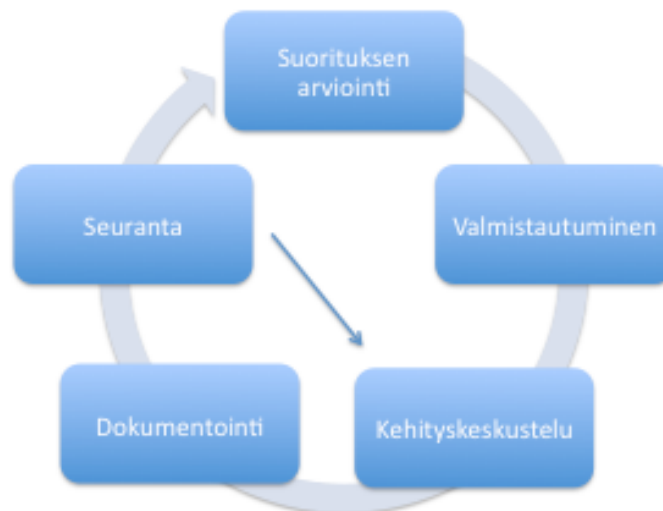 Suorituksen
arviointi
Valmistautuminen
Kehityskeskustelu
Dokumentointi
Seuranta